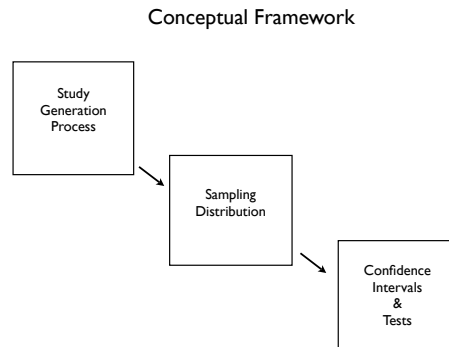 Conceptual Framework
Study
Generation
Process
Sampling
Distribution
Confidence
Intervals
&
Tests